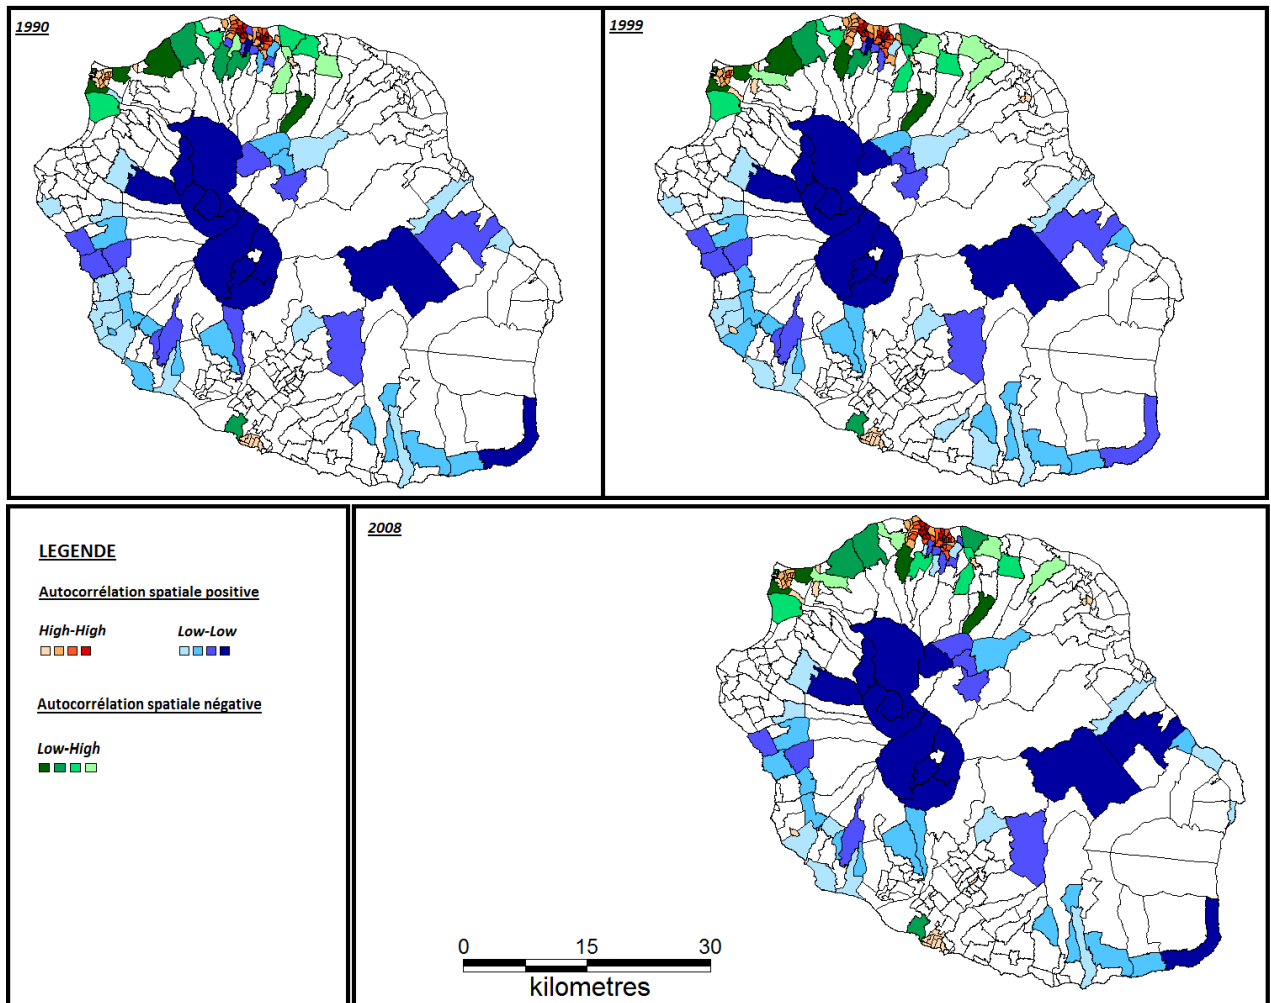 1990
1999
LEGENDE
Autocorrélation spatiale positive
High-High Low-Low
Autocorrélation spatiale négative
Low-High
2008
0 15 30
kilometres